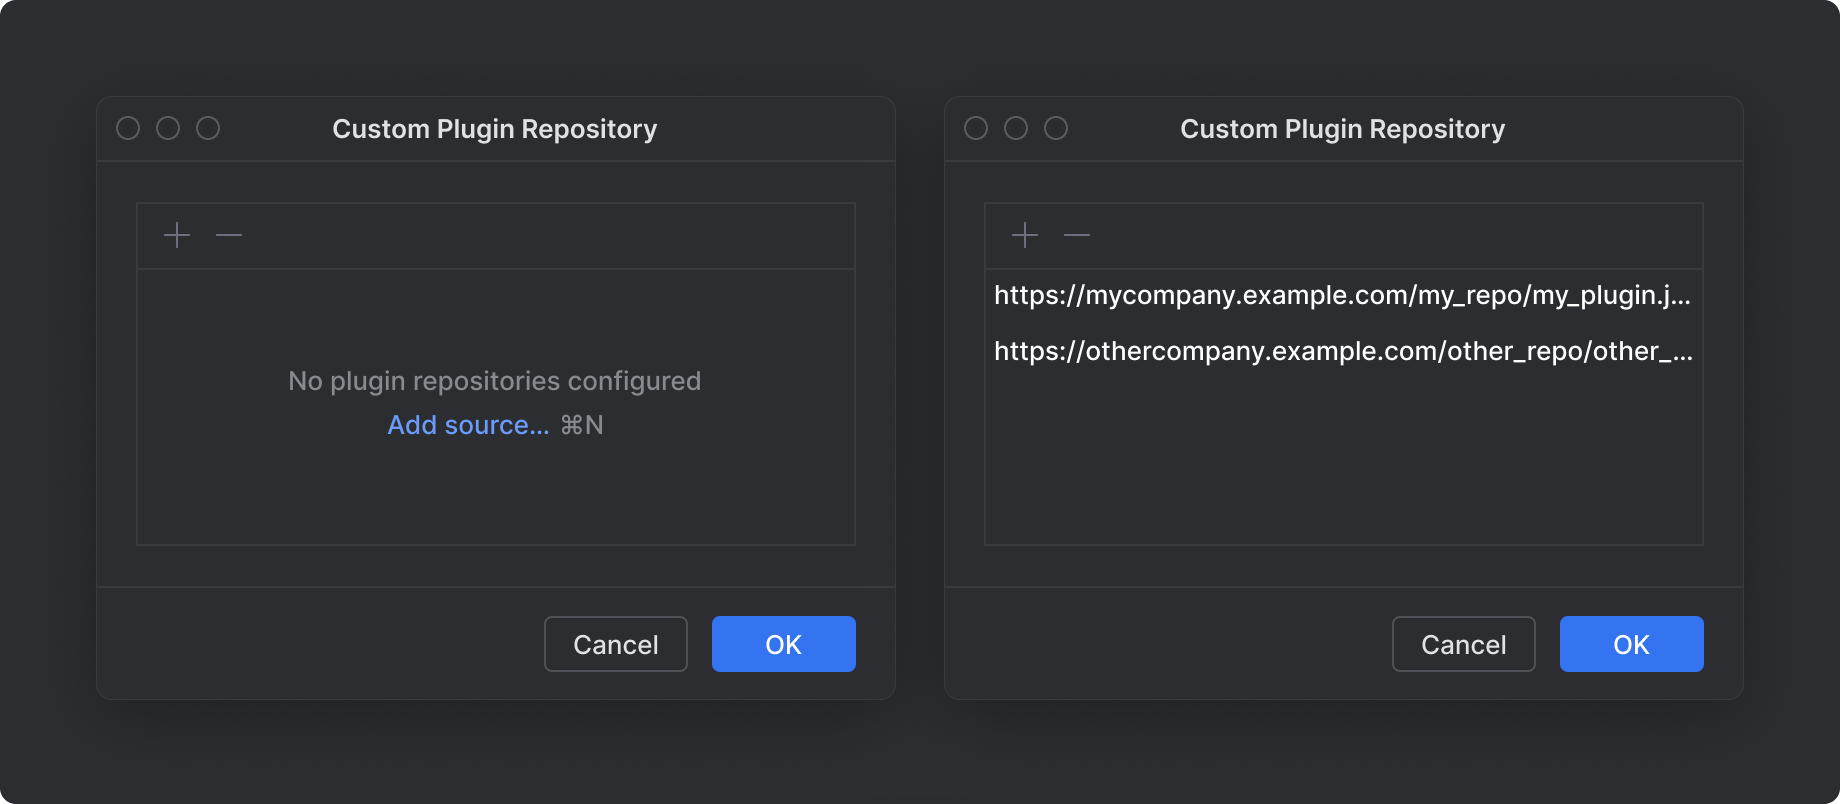 Custom Plugin Repository
No plugin repositories configured
Add source... ⌘N
Cancel
OK
Custom Plugin Repository
https://mycompany.example.com/my_repo/my_plugin.j...
https://othercompany.example.com/other_repo/other_...
Cancel
OK